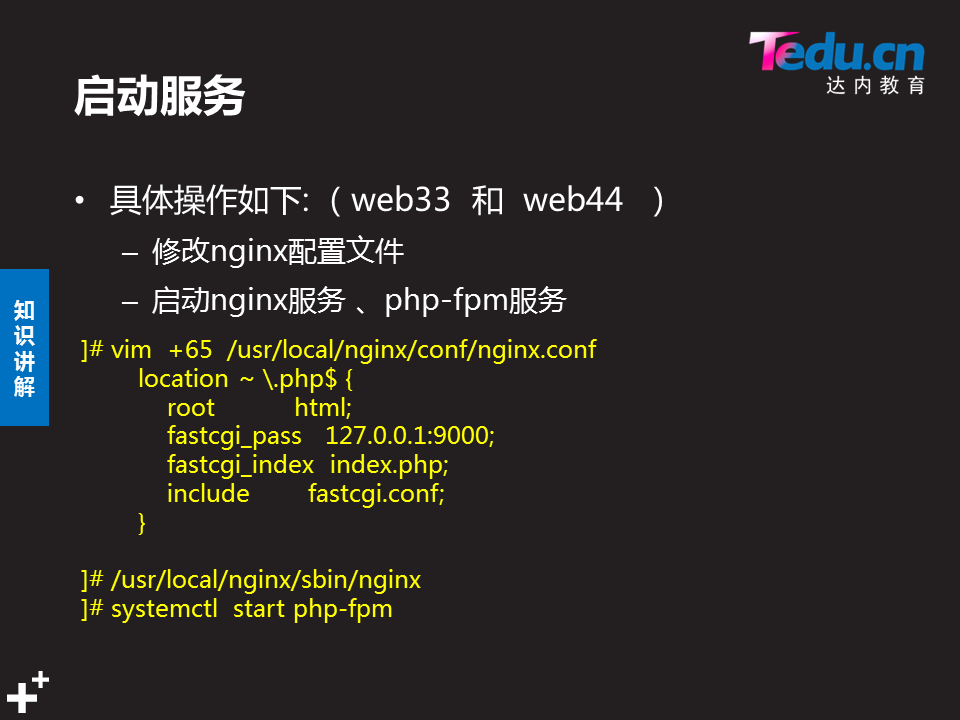 Tedu.cn
达内教育
启动服务
• 具体操作如下:（web33 和 web44 ）
– 修改nginx配置文件
– 启动nginx服务 、php-fpm服务
知识讲解
]# vim +65 /usr/local/nginx/conf/nginx.conf
location ~ \.php$ {
root html;
fastcgi_pass 127.0.0.1:9000;
fastcgi_index index.php;
include fastcgi.conf;
}
]# /usr/local/nginx/sbin/nginx
]# systemctl start php-fpm